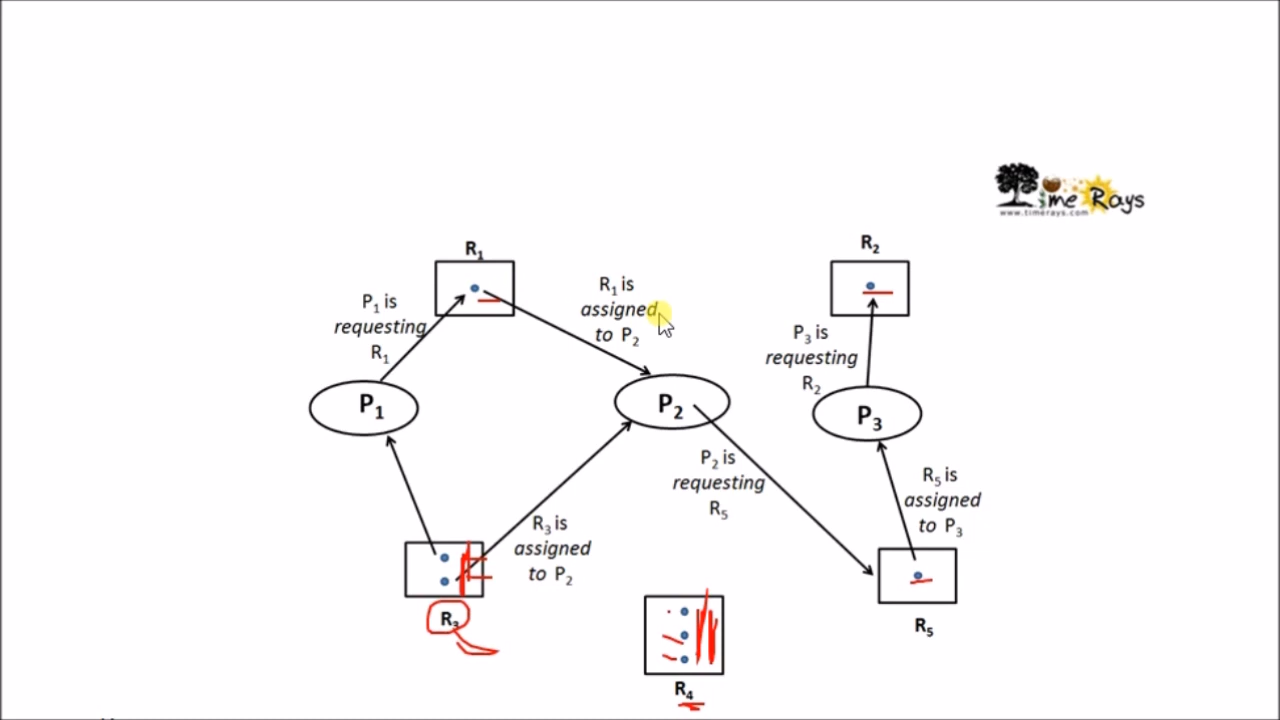 Time Rays
www.timerays.com
R₁
R₂
P₁ is
requesting
R₁
R₁ is
assigned
to P₂
P₃ is
requesting
R₂
P₁
P₂
P₃
P₂ is
requesting
R₅
R₅ is
assigned
to P₃
R₃ is
assigned
to P₂
R₃
R₅
R₄